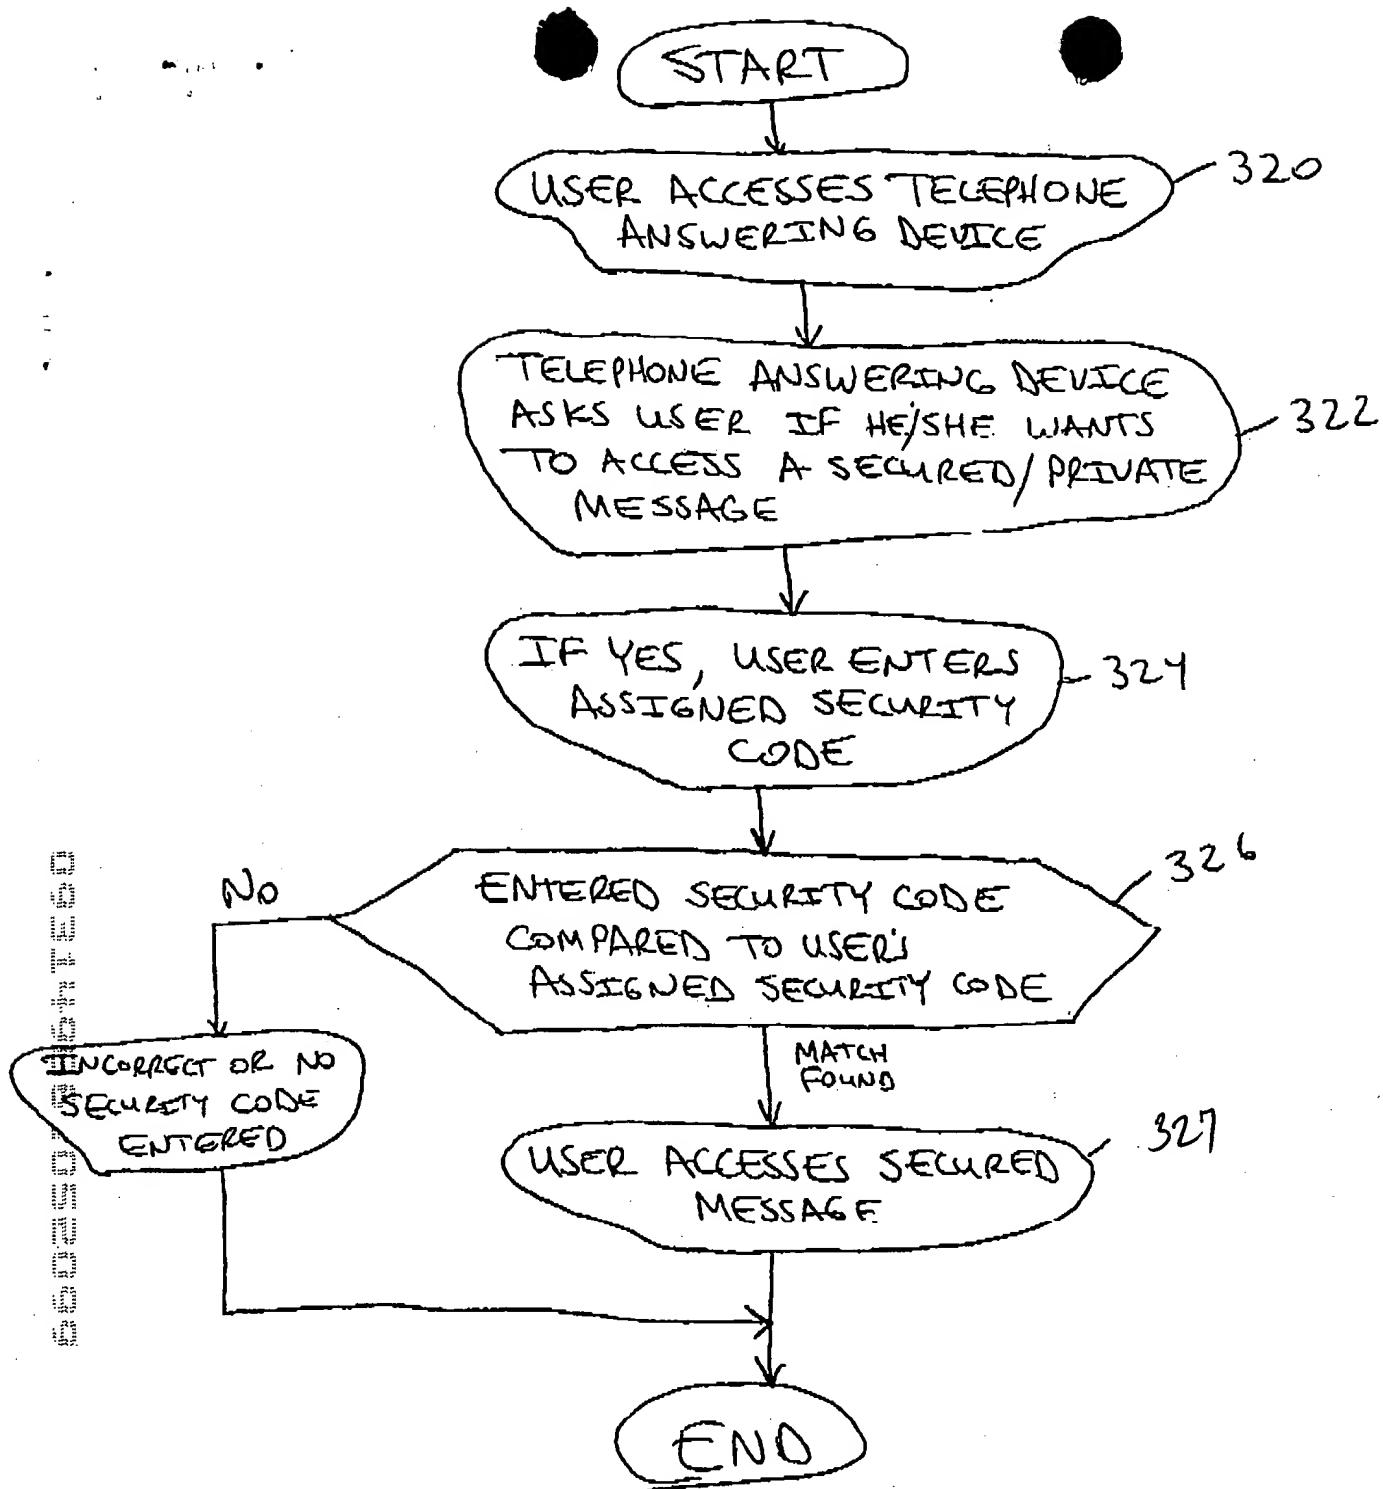 START
USER ACCESSES TELEPHONE
ANSWERING DEVICE
320
TELEPHONE ANSWERING DEVICE
ASKS USER IF HE/SHE WANTS
TO ACCESS A SECURED/PRIVATE
MESSAGE
322
IF YES, USER ENTERS
ASSIGNED SECURITY
CODE
324
ENTERED SECURITY CODE
COMPARED TO USER'S
ASSIGNED SECURITY CODE
326
NO
INCORRECT OR NO
SECURITY CODE
ENTERED
MATCH
FOUND
USER ACCESSES SECURED
MESSAGE
327
END